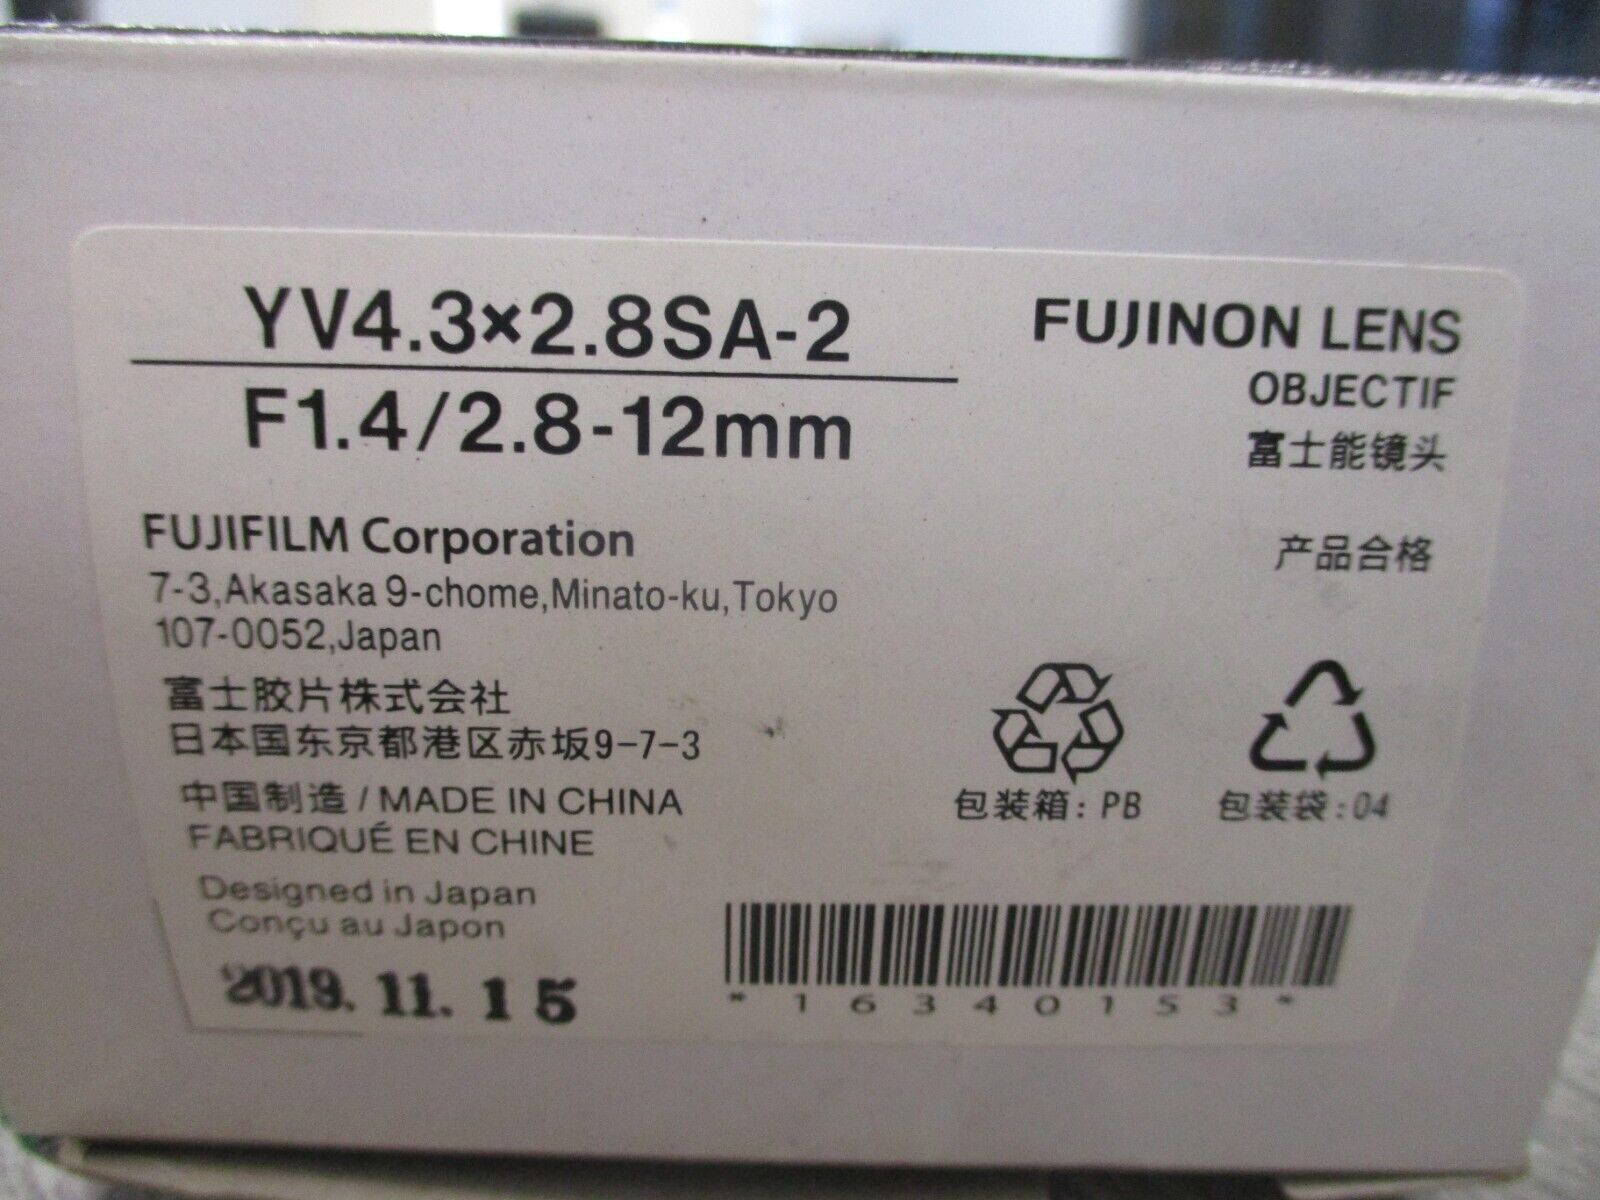 YV4.3×2.8SA-2
F1.4/2.8-12mm
FUJINON LENS
OBJECTIF
富士能镜头
产品合格
FUJIFILM Corporation
7-3,Akasaka 9-chome,Minato-ku,Tokyo
107-0052,Japan
富士胶片株式会社
日本国东京都港区赤坂9-7-3
中国制造 / MADE IN CHINA
FABRIQUÉ EN CHINE
Designed in Japan
Conçu au Japon
2019. 11. 15
包装箱: PB
包装袋: 04
*16340153*